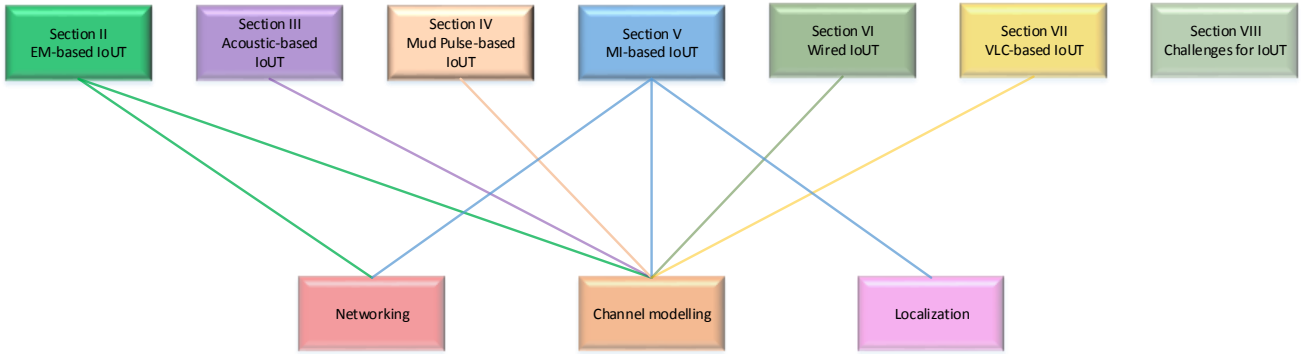 Section II
EM-based IoUT
Section III
Acoustic-based
IoUT
Section IV
Mud Pulse-based
IoUT
Section V
MI-based IoUT
Section VI
Wired IoUT
Section VII
VLC-based IoUT
Section VIII
Challenges for IoUT
Networking
Channel modelling
Localization